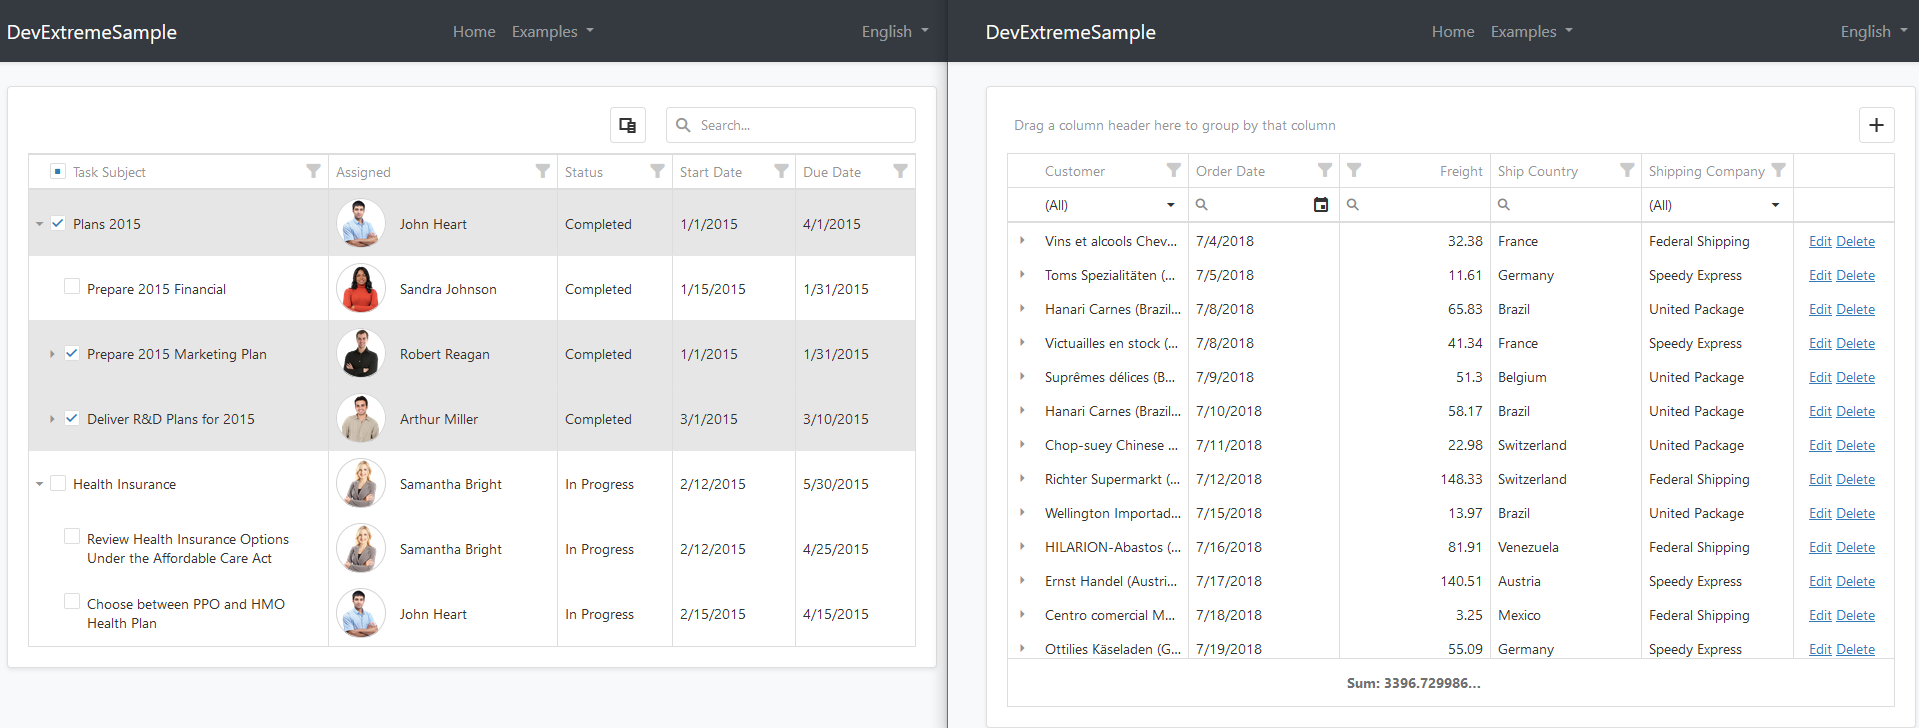 DevExtremeSample Home Examples English
Search...
Task Subject Assigned Status Start Date Due Date
Plans 2015 John Heart Completed 1/1/2015 4/1/2015
Prepare 2015 Financial Sandra Johnson Completed 1/15/2015 1/31/2015
Prepare 2015 Marketing Plan Robert Reagan Completed 1/1/2015 1/31/2015
Deliver R&D Plans for 2015 Arthur Miller Completed 3/1/2015 3/10/2015
Health Insurance Samantha Bright In Progress 2/12/2015 5/30/2015
Review Health Insurance Options
Under the Affordable Care Act Samantha Bright In Progress 2/12/2015 4/25/2015
Choose between PPO and HMO
Health Plan John Heart In Progress 2/15/2015 4/15/2015
DevExtremeSample Home Examples English
Drag a column header here to group by that column
Customer Order Date Freight Ship Country Shipping Company
(All) (All)
Vins et alcools Chev... 7/4/2018 32.38 France Federal Shipping Edit Delete
Toms Spezialitäten (... 7/5/2018 11.61 Germany Speedy Express Edit Delete
Hanari Carnes (Brazil... 7/8/2018 65.83 Brazil United Package Edit Delete
Victuailles en stock (... 7/8/2018 41.34 France Speedy Express Edit Delete
Suprêmes délices (B... 7/9/2018 51.3 Belgium United Package Edit Delete
Hanari Carnes (Brazil... 7/10/2018 58.17 Brazil United Package Edit Delete
Chop-suey Chinese ... 7/11/2018 22.98 Switzerland United Package Edit Delete
Richter Supermarkt (... 7/12/2018 148.33 Switzerland Federal Shipping Edit Delete
Wellington Importad... 7/15/2018 13.97 Brazil United Package Edit Delete
HILARION-Abastos (... 7/16/2018 81.91 Venezuela Federal Shipping Edit Delete
Ernst Handel (Austri... 7/17/2018 140.51 Austria Speedy Express Edit Delete
Centro comercial M... 7/18/2018 3.25 Mexico Federal Shipping Edit Delete
Ottilies Käseladen (G... 7/19/2018 55.09 Germany Speedy Express Edit Delete
Sum: 3396.729986...